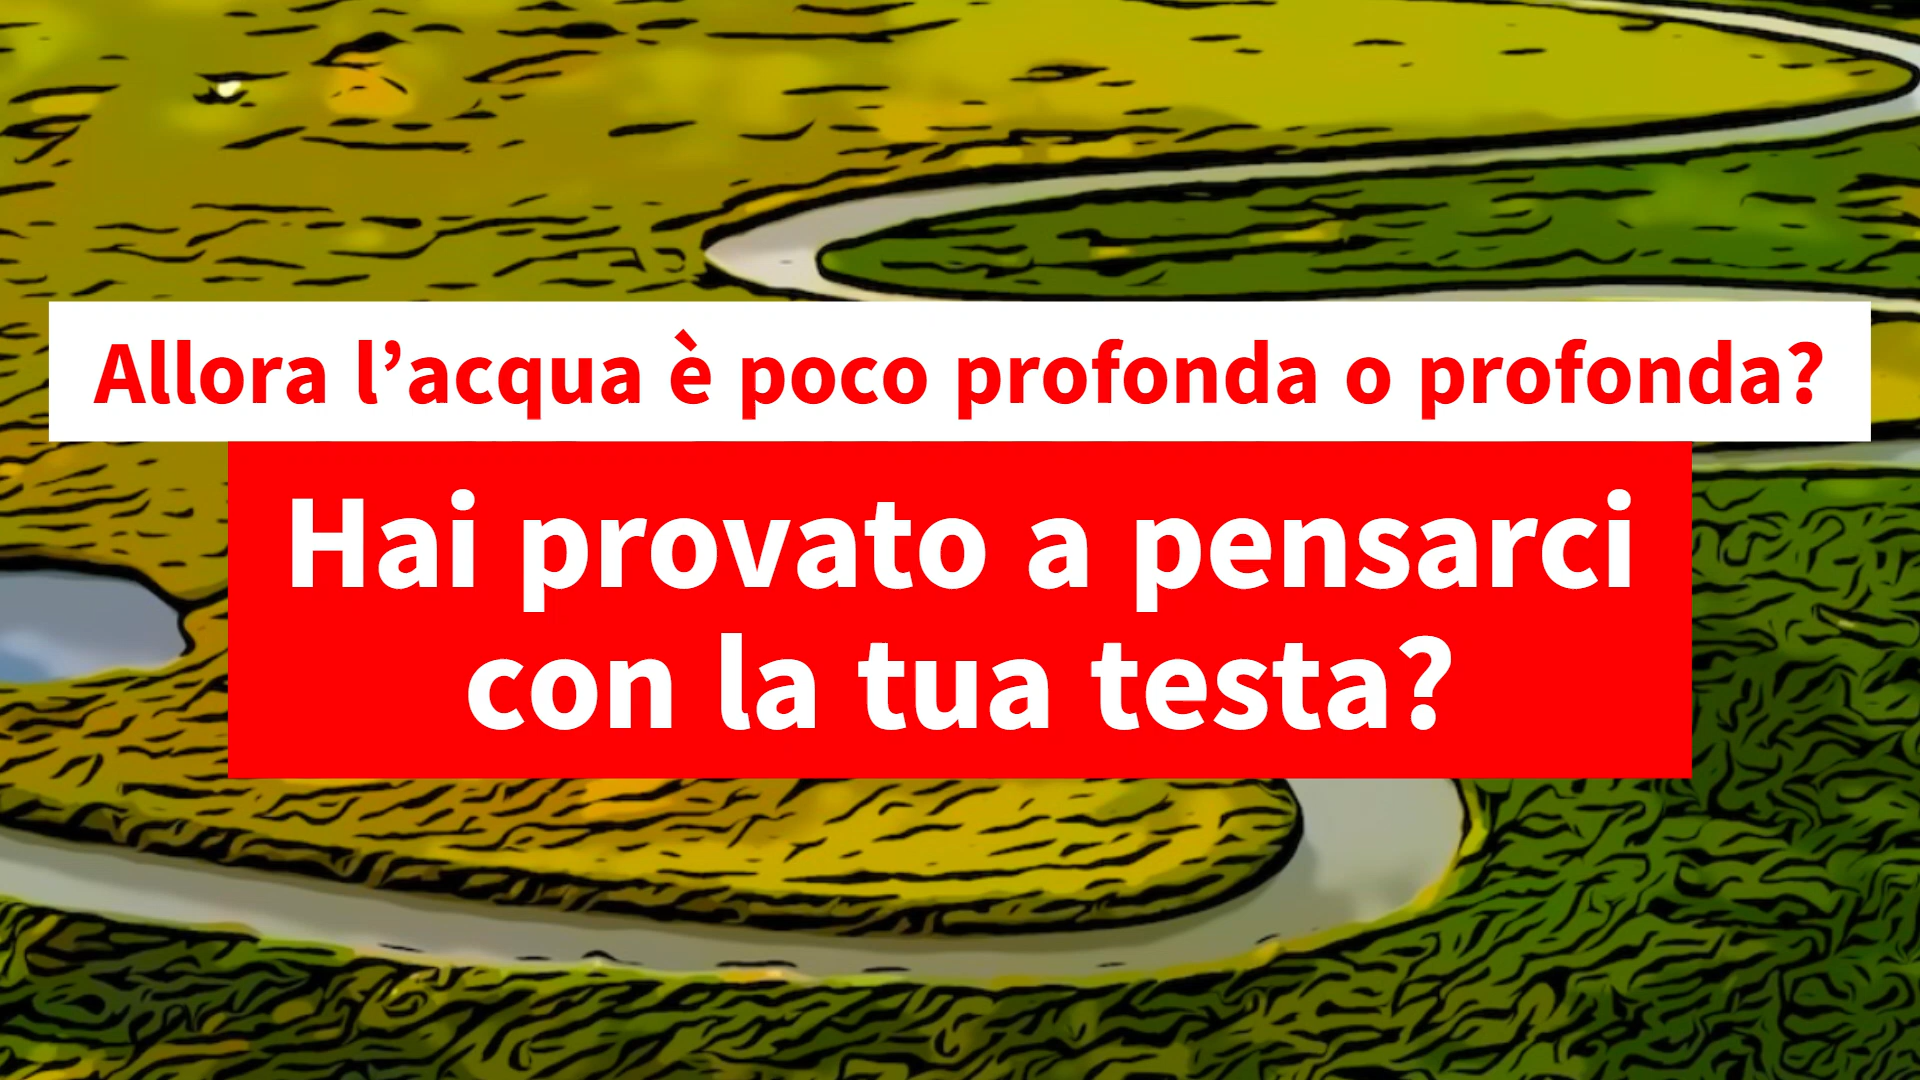 Allora l’acqua è poco profonda o profonda?
Hai provato a pensarci
con la tua testa?